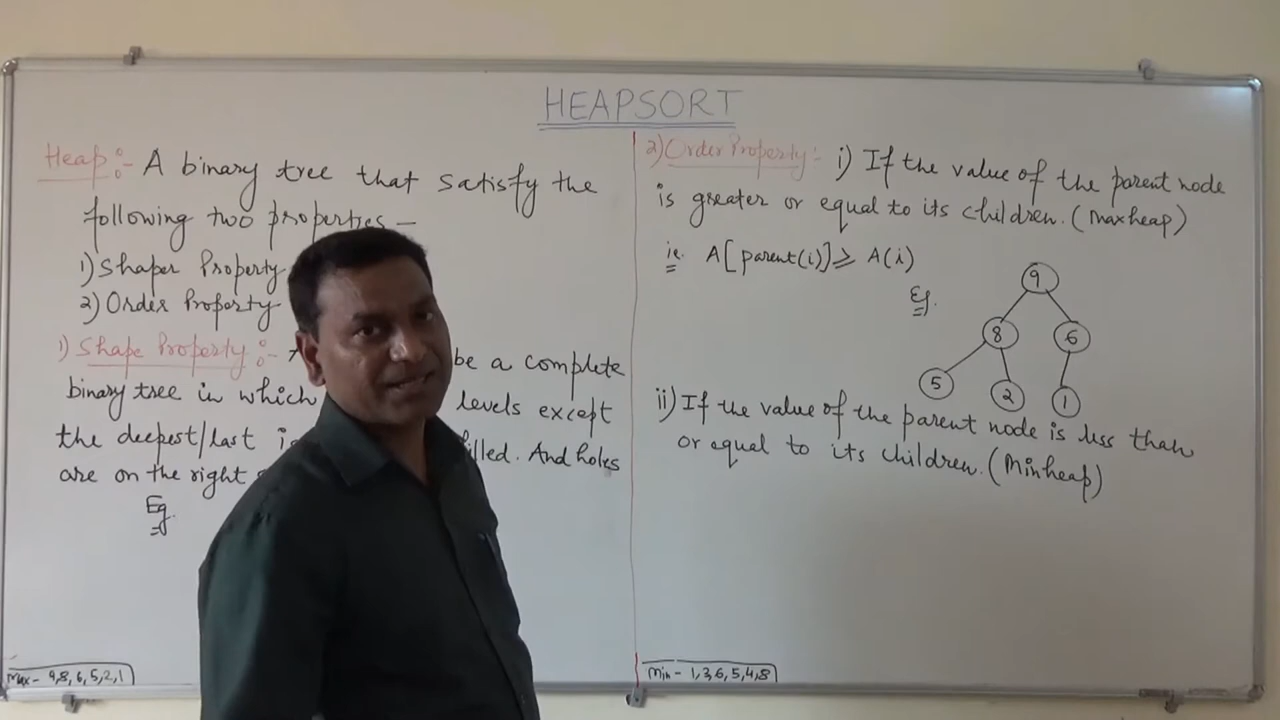 HEAPSORT
Heap:- A binary tree that satisfy the
following two properties -
1) Shaper Property
2) Order Property
1) Shape Property:- be a complete
binary tree in which levels except
the deepest/last is filled. And holes
are on the right
Eg.
Max - 9,8,6,5,2,1
2) Order Property:- i) If the value of the parent node
is greater or equal to its children. (maxheap)
ie. A[parent(i)] ≥ A(i)
Eg.
9
8 6
5 2 1
ii) If the value of the parent node is less than
or equal to its children. (Minheap)
Min - 1,3,6,5,4,8